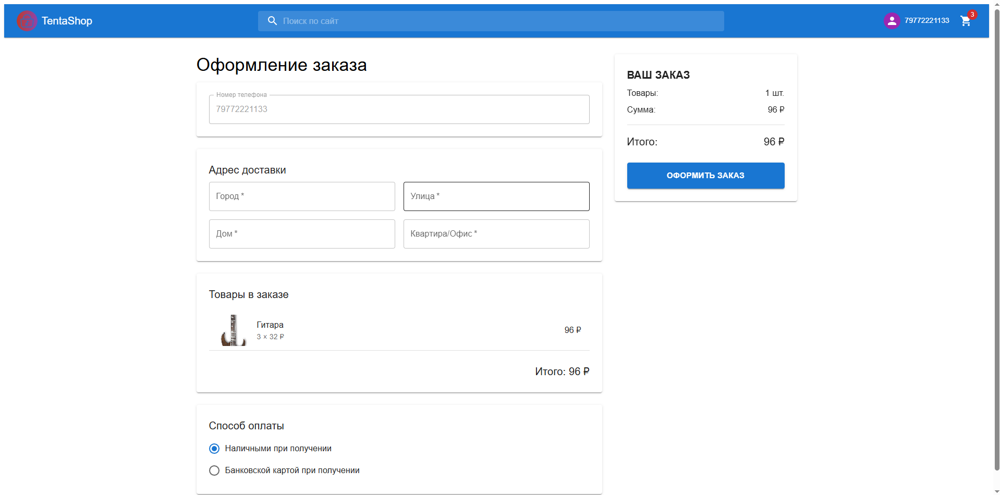 TentaShop
Поиск по сайт
79772221133
3
Оформление заказа
Номер телефона
79772221133
Адрес доставки
Город *
Улица *
Дом *
Квартира/Офис *
Товары в заказе
Гитара
3 × 32 ₽
96 ₽
Итого: 96 ₽
Способ оплаты
Наличными при получении
Банковской картой при получении
ВАШ ЗАКАЗ
Товары: 1 шт.
Сумма: 96 ₽
Итого: 96 ₽
ОФОРМИТЬ ЗАКАЗ